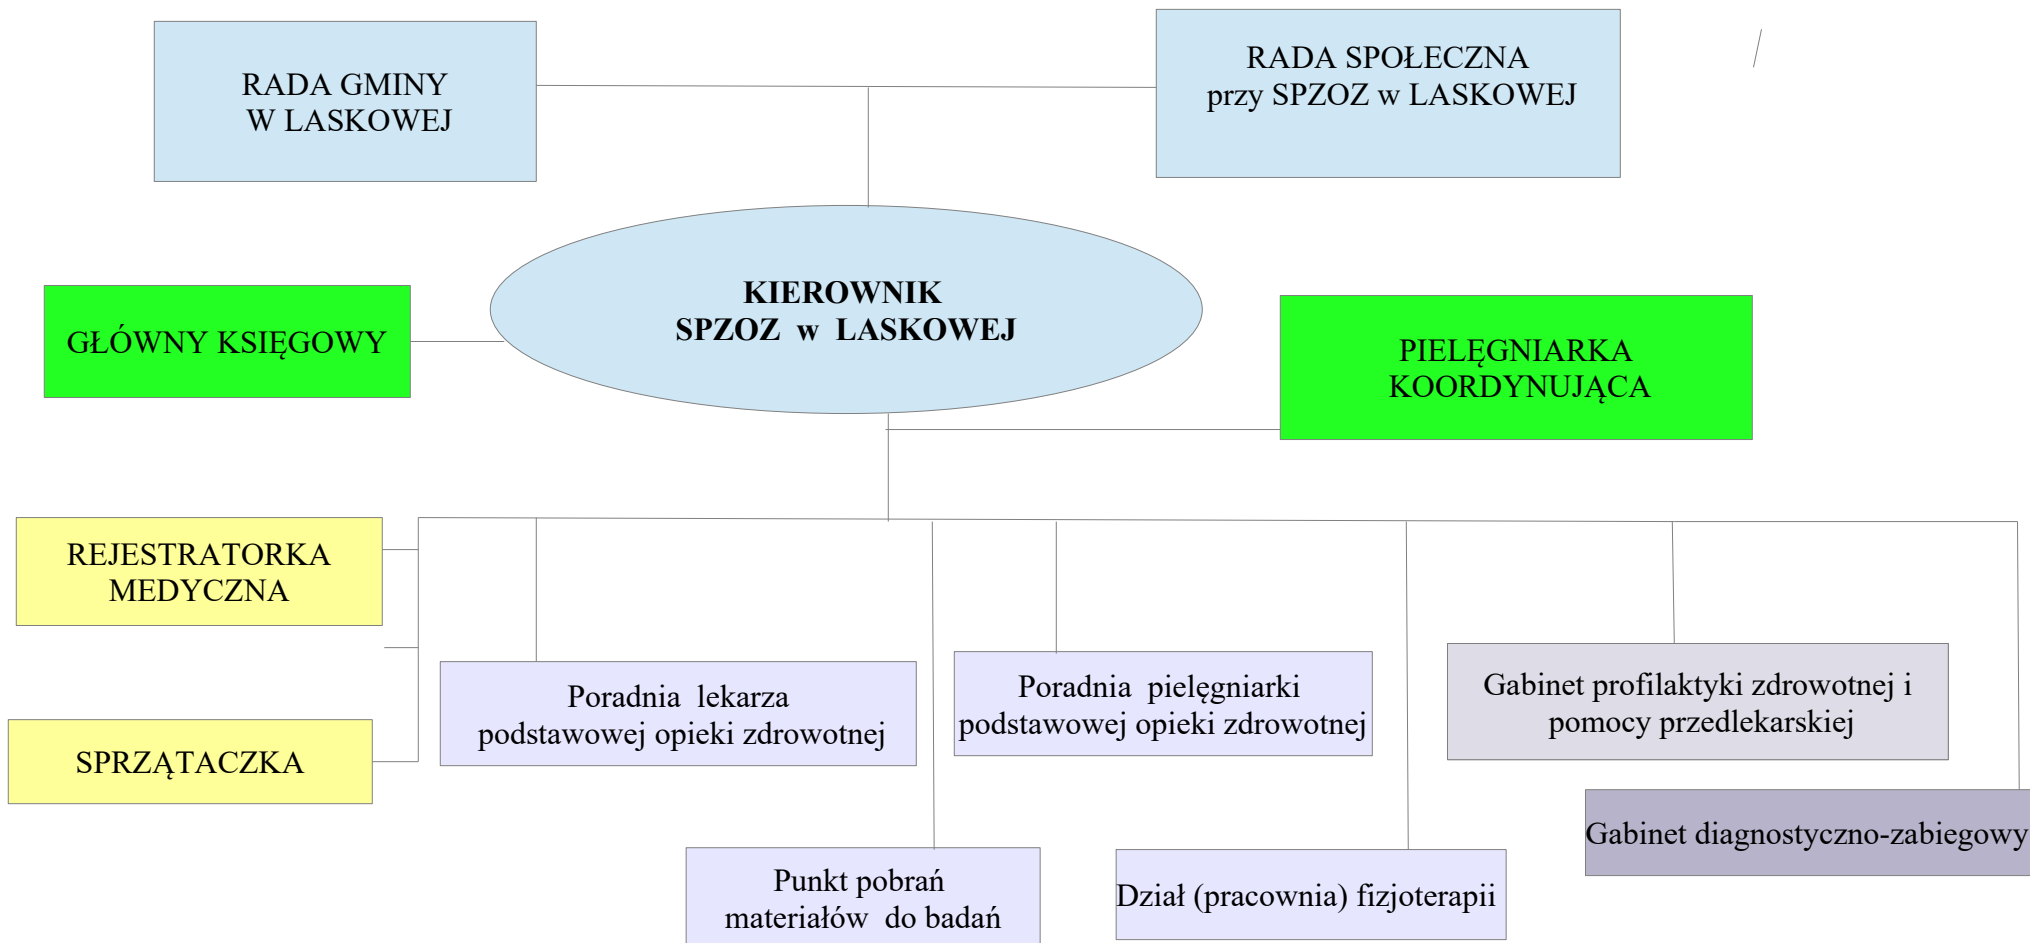 RADA GMINY
W LASKOWEJ
RADA SPOŁECZNA
przy SPZOZ w LASKOWEJ
KIEROWNIK
SPZOZ w LASKOWEJ
GŁÓWNY KSIĘGOWY
PIELĘGNIARKA
KOORDYNUJĄCA
REJESTRATORKA
MEDYCZNA
SPRZĄTACZKA
Poradnia lekarza
podstawowej opieki zdrowotnej
Poradnia pielęgniarki
podstawowej opieki zdrowotnej
Gabinet profilaktyki zdrowotnej i
pomocy przedlekarskiej
Gabinet diagnostyczno-zabiegowy
Punkt pobrań
materiałów do badań
Dział (pracownia) fizjoterapii